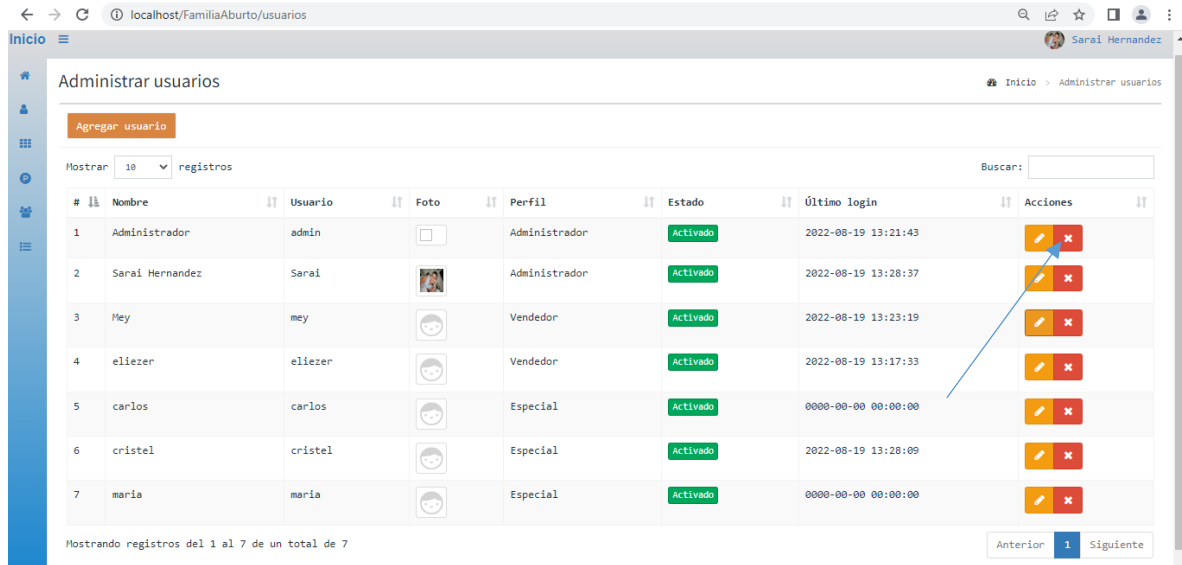 localhost/FamiliaAburto/usuarios
Inicio Sarai Hernandez
Administrar usuarios Inicio > Administrar usuarios
Agregar usuario
Mostrar 10 registros Buscar:
# Nombre Usuario Foto Perfil Estado Último login Acciones
1 Administrador admin Administrador Activado 2022-08-19 13:21:43
2 Sarai Hernandez Sarai Administrador Activado 2022-08-19 13:28:37
3 Mey mey Vendedor Activado 2022-08-19 13:23:19
4 eliezer eliezer Vendedor Activado 2022-08-19 13:17:33
5 carlos carlos Especial Activado 0000-00-00 00:00:00
6 cristel cristel Especial Activado 2022-08-19 13:28:09
7 maria maria Especial Activado 0000-00-00 00:00:00
Mostrando registros del 1 al 7 de un total de 7 Anterior 1 Siguiente